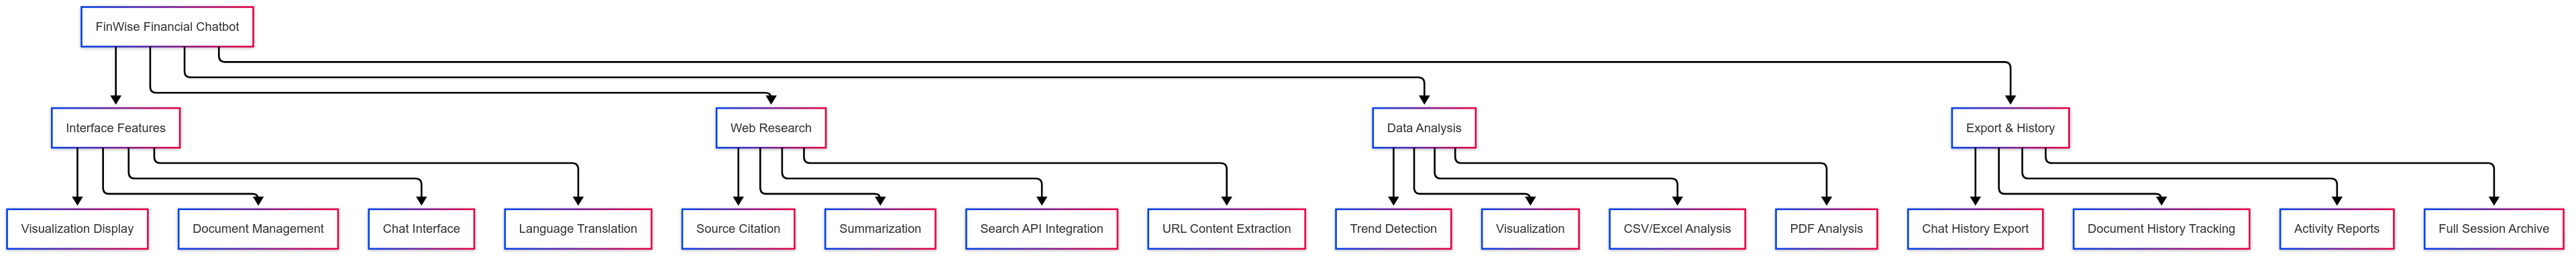 FinWise Financial Chatbot
Interface Features
Web Research
Data Analysis
Export & History
Visualization Display
Document Management
Chat Interface
Language Translation
Source Citation
Summarization
Search API Integration
URL Content Extraction
Trend Detection
Visualization
CSV/Excel Analysis
PDF Analysis
Chat History Export
Document History Tracking
Activity Reports
Full Session Archive